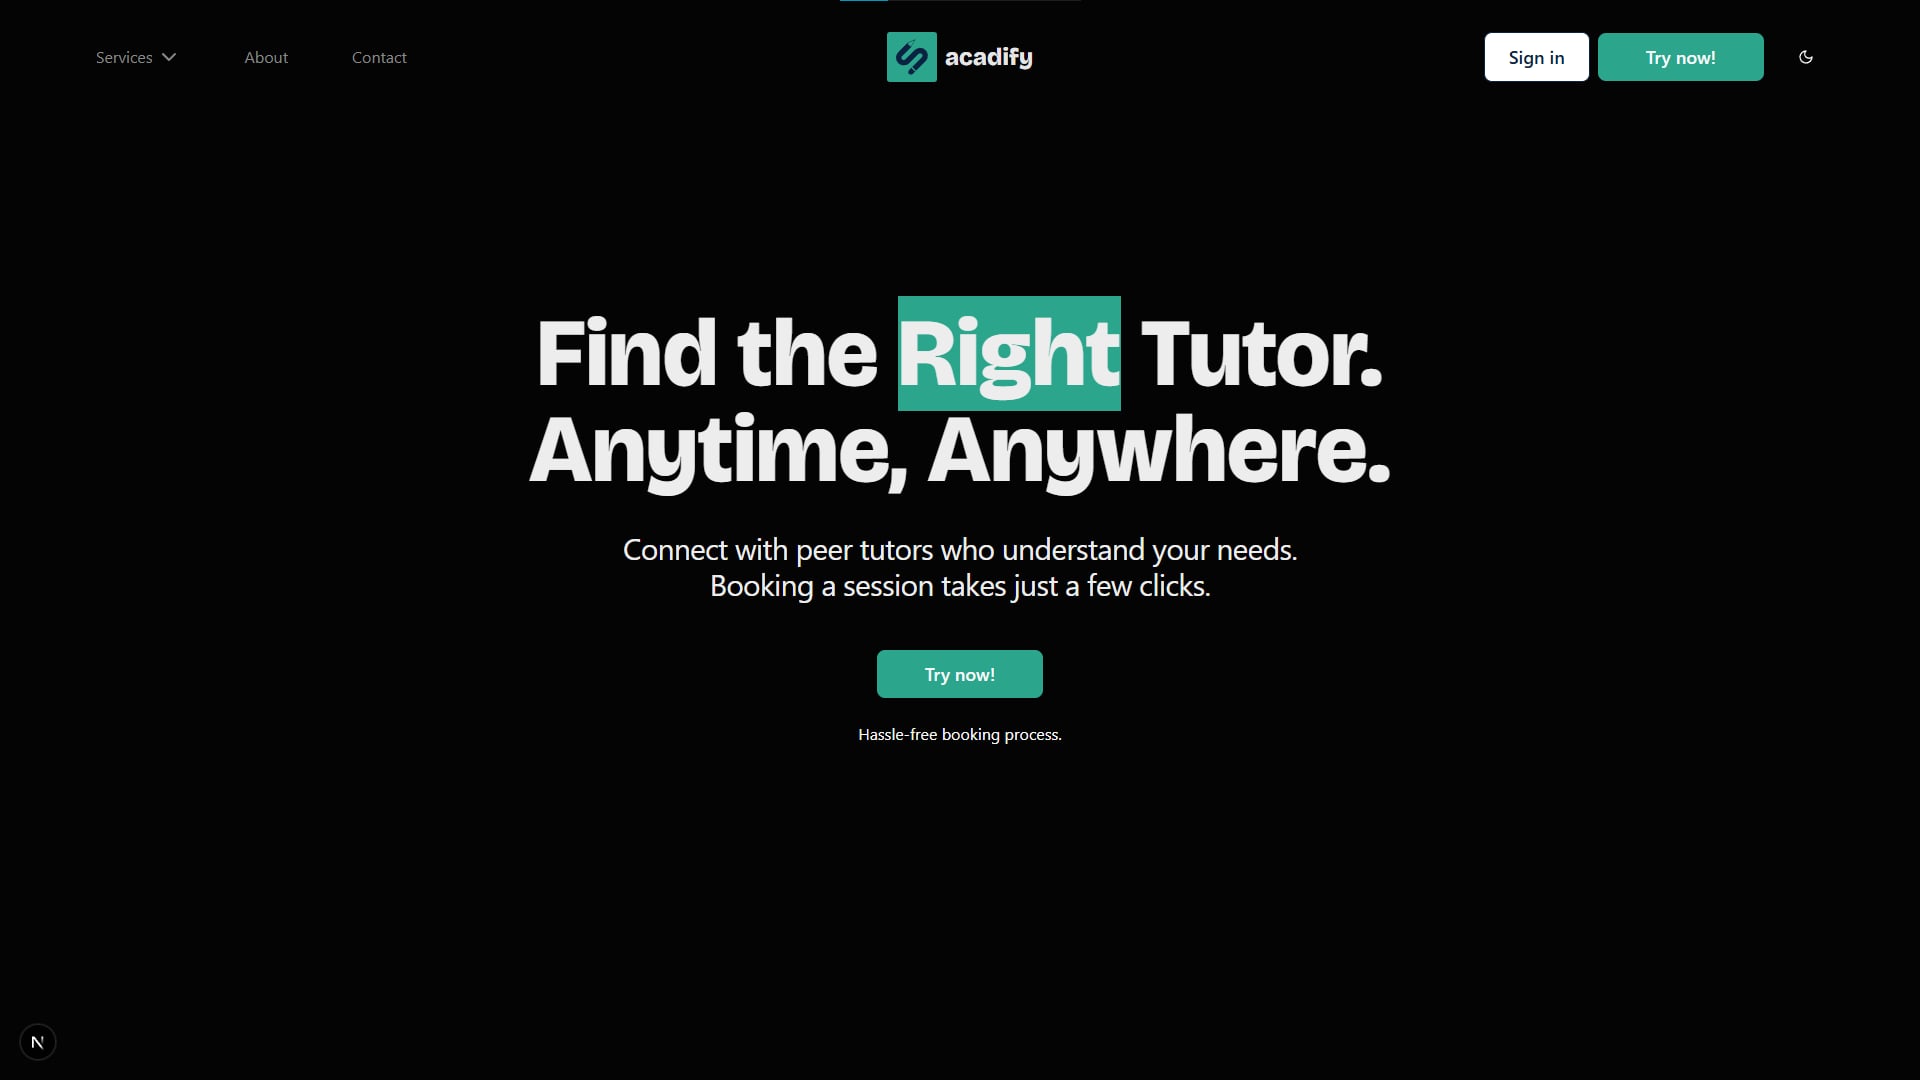 Services
About
Contact
acadify
Sign in
Try now!
Find the Right Tutor.
Anytime, Anywhere.
Connect with peer tutors who understand your needs.
Booking a session takes just a few clicks.
Try now!
Hassle-free booking process.
N